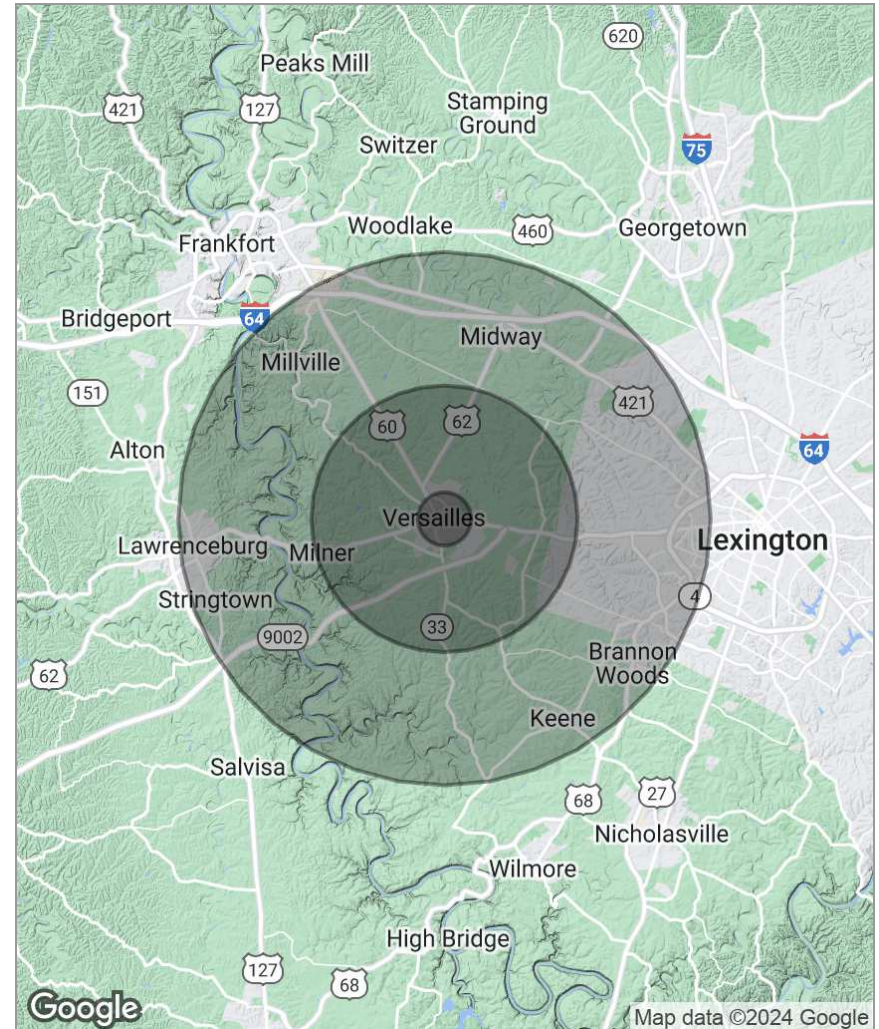 620
Peaks Mill
421
127
Stamping
Ground
Switzer
75
Woodlake
460
Georgetown
Frankfort
Bridgeport
64
Midway
Millville
151
421
60
62
Alton
64
Versailles
Lawrenceburg
Milner
Lexington
Stringtown
4
9002
33
Brannon
Woods
62
Keene
Salvisa
68
27
Nicholasville
Wilmore
High Bridge
127
68
Google
Map data ©2024 Google